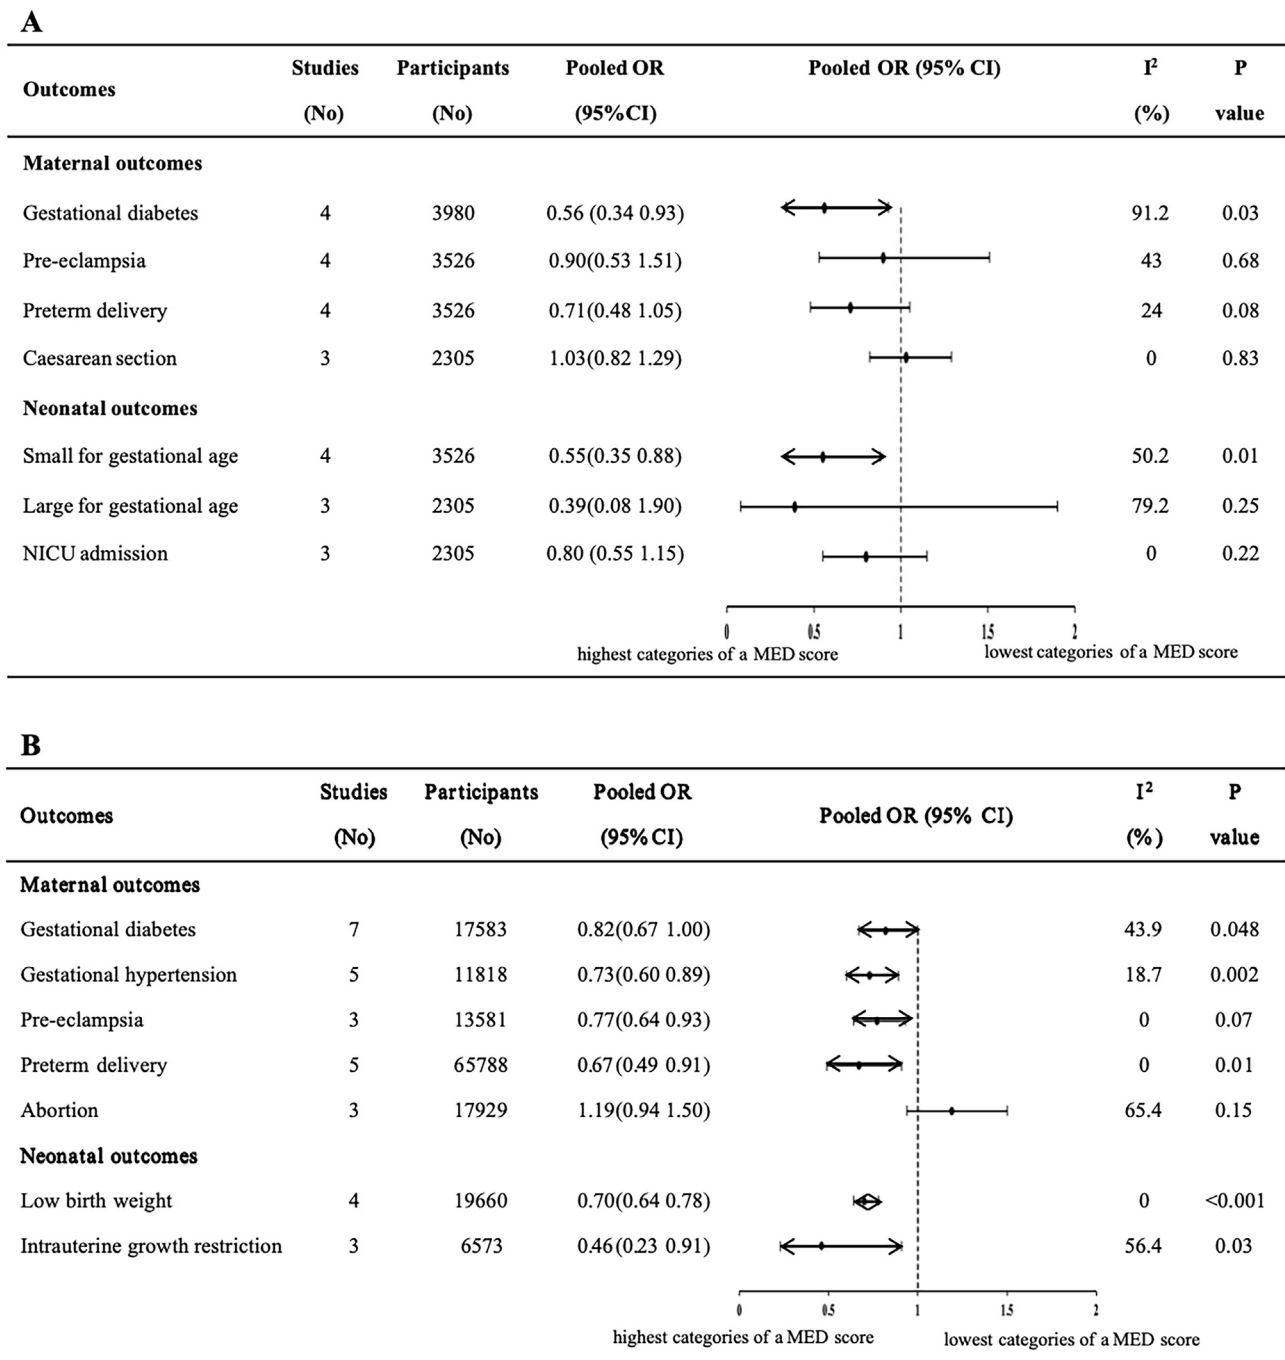 A
Outcomes Studies (No) Participants (No) Pooled OR (95%CI) Pooled OR (95% CI) I² (%) P value
Maternal outcomes
Gestational diabetes 4 3980 0.56 (0.34 0.93) 91.2 0.03
Pre-eclampsia 4 3526 0.90(0.53 1.51) 43 0.68
Preterm delivery 4 3526 0.71(0.48 1.05) 24 0.08
Caesarean section 3 2305 1.03(0.82 1.29) 0 0.83
Neonatal outcomes
Small for gestational age 4 3526 0.55(0.35 0.88) 50.2 0.01
Large for gestational age 3 2305 0.39(0.08 1.90) 79.2 0.25
NICU admission 3 2305 0.80 (0.55 1.15) 0 0.22
0 0.5 1 1.5 2
highest categories of a MED score lowest categories of a MED score
B
Outcomes Studies (No) Participants (No) Pooled OR (95%CI) Pooled OR (95% CI) I² (%) P value
Maternal outcomes
Gestational diabetes 7 17583 0.82(0.67 1.00) 43.9 0.048
Gestational hypertension 5 11818 0.73(0.60 0.89) 18.7 0.002
Pre-eclampsia 3 13581 0.77(0.64 0.93) 0 0.07
Preterm delivery 5 65788 0.67(0.49 0.91) 0 0.01
Abortion 3 17929 1.19(0.94 1.50) 65.4 0.15
Neonatal outcomes
Low birth weight 4 19660 0.70(0.64 0.78) 0 <0.001
Intrauterine growth restriction 3 6573 0.46(0.23 0.91) 56.4 0.03
0 0.5 1 1.5 2
highest categories of a MED score lowest categories of a MED score